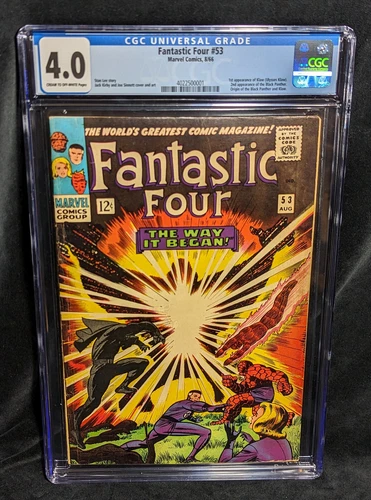 CGC UNIVERSAL GRADE
4.0
CREAM TO OFF-WHITE Pages
Fantastic Four #53
Marvel Comics, 8/66
Stan Lee story
Jack Kirby and Joe Sinnott cover and art
4022500001
1st appearance of Klaw (Ulysses Klaw).
2nd appearance of the Black Panther.
Origin of the Black Panther and Klaw.
CGC
THE WORLD'S GREATEST COMIC MAGAZINE!
APPROVED
BY THE
COMICS
CODE
AUTHORITY
Fantastic
Four
MARVEL
COMICS
GROUP
12¢
53
AUG
THE WAY
IT BEGAN!